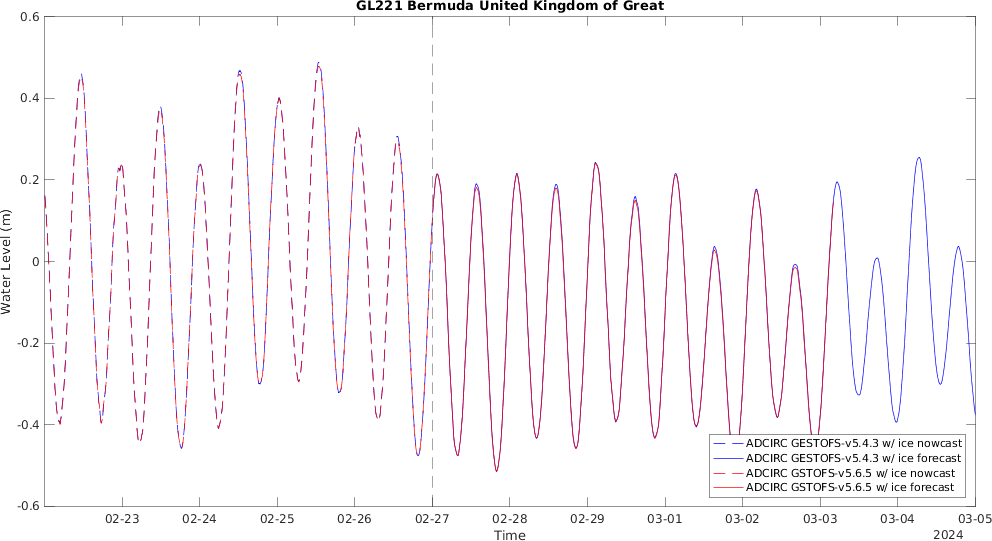 GL221 Bermuda United Kingdom of Great
0.6
0.4
0.2
0
-0.2
-0.4
-0.6
Water Level (m)
02-23 02-24 02-25 02-26 02-27 02-28 02-29 03-01 03-02 03-03 03-04 03-05
Time
2024
ADCIRC GESTOFS-v5.4.3 w/ ice nowcast
ADCIRC GESTOFS-v5.4.3 w/ ice forecast
ADCIRC GSTOFS-v5.6.5 w/ ice nowcast
ADCIRC GSTOFS-v5.6.5 w/ ice forecast